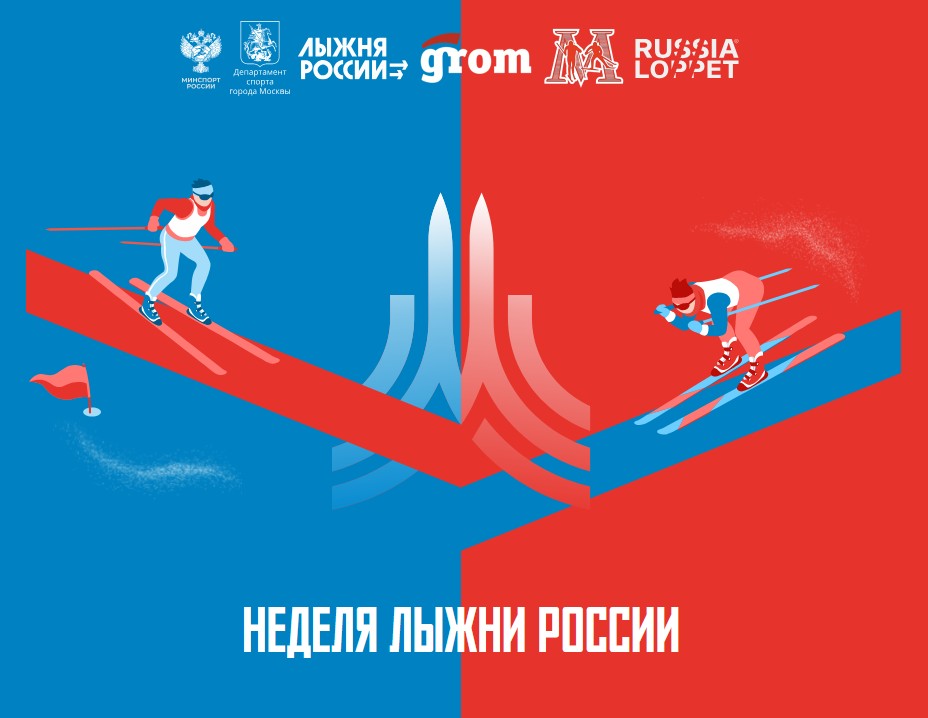 МИНСПОРТ
РОССИИ
Департамент
спорта
города Москвы
ЛЫЖНЯ
РОССИИ
grom
M
RUSSIA
LOPPET
НЕДЕЛЯ ЛЫЖНИ РОССИИ